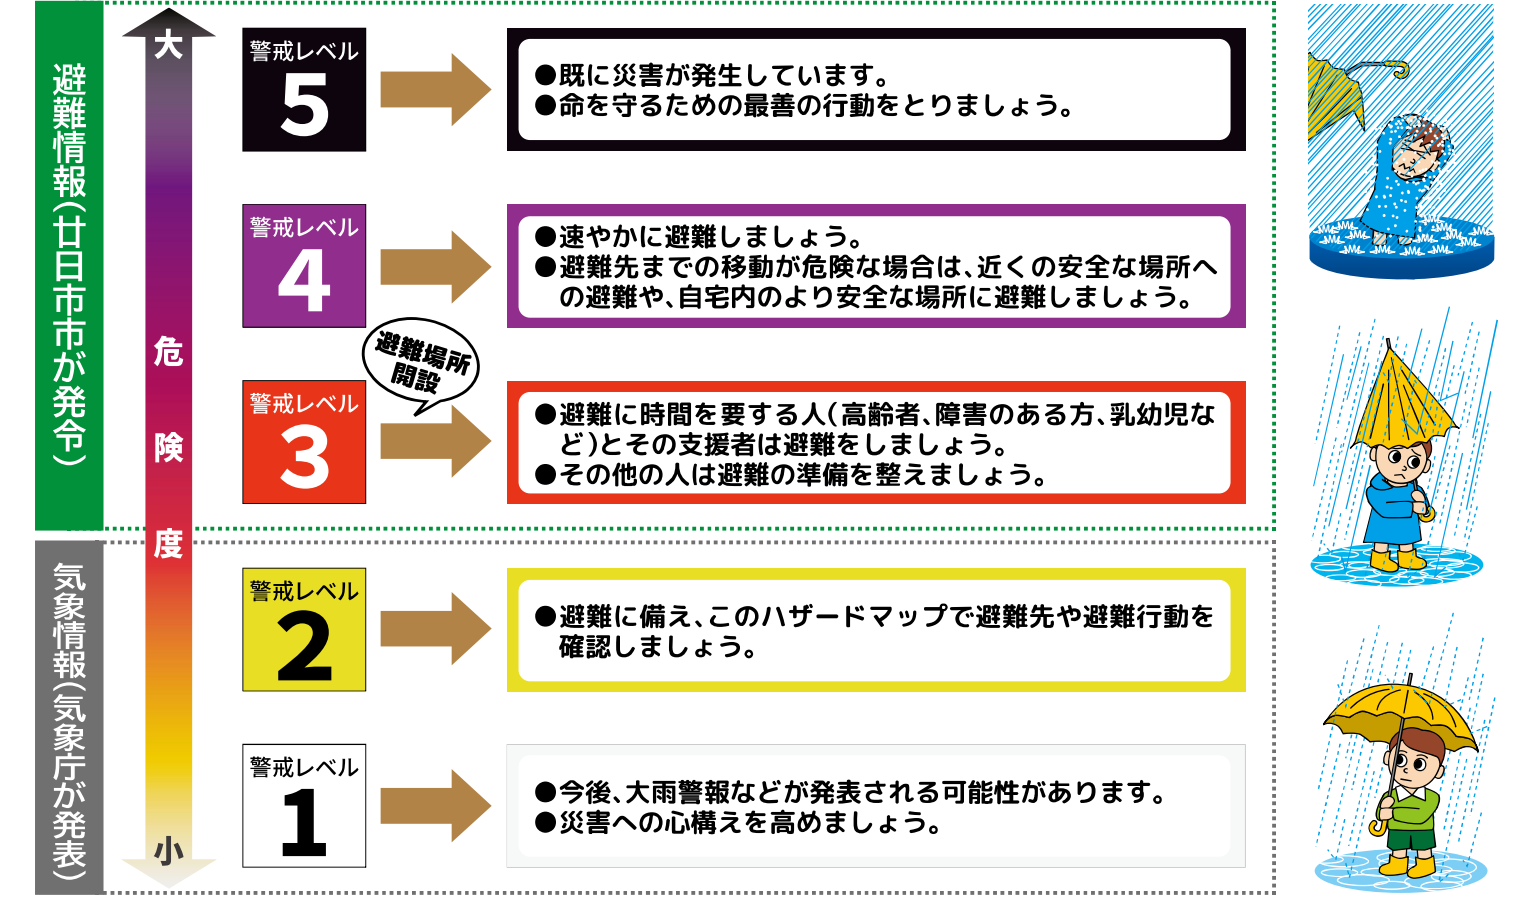 避難情報(廿日市市が発令)
大
危
険
度
小
警戒レベル
5
●既に災害が発生しています。
●命を守るための最善の行動をとりましょう。
警戒レベル
4
●速やかに避難しましょう。
●避難先までの移動が危険な場合は、近くの安全な場所へ
の避難や、自宅内のより安全な場所に避難しましょう。
避難場所
開設
警戒レベル
3
●避難に時間を要する人(高齢者、障害のある方、乳幼児な
ど)とその支援者は避難をしましょう。
●その他の人は避難の準備を整えましょう。
気象情報(気象庁が発表)
警戒レベル
2
●避難に備え、このハザードマップで避難先や避難行動を
確認しましょう。
警戒レベル
1
●今後、大雨警報などが発表される可能性があります。
●災害への心構えを高めましょう。